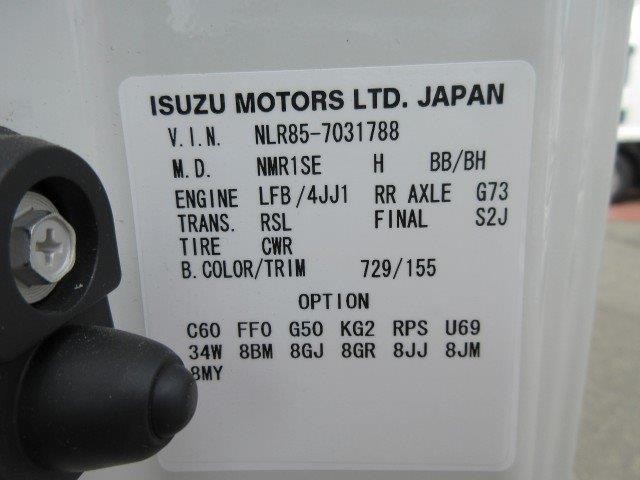 ISUZU MOTORS LTD. JAPAN
V.I.N. NLR85-7031788
M.D. NMR1SE H BB/BH
ENGINE LFB/4JJ1 RR AXLE G73
TRANS. RSL FINAL S2J
TIRE CWR
B.COLOR/TRIM 729/155
OPTION
C60 FF0 G50 KG2 RPS U69
34W 8BM 8GJ 8GR 8JJ 8JM
8MY